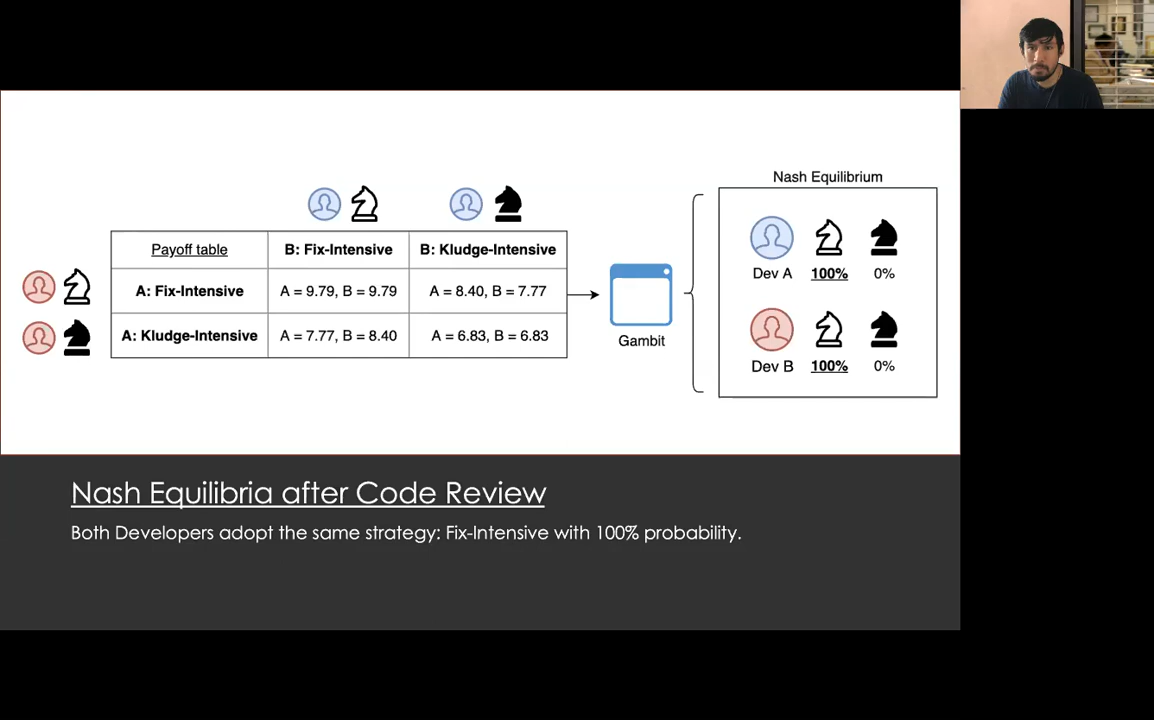 Nash Equilibrium
Payoff table
B: Fix-Intensive
B: Kludge-Intensive
A: Fix-Intensive
A = 9.79, B = 9.79
A = 8.40, B = 7.77
A: Kludge-Intensive
A = 7.77, B = 8.40
A = 6.83, B = 6.83
Gambit
Dev A
100%
0%
Dev B
100%
0%
Nash Equilibria after Code Review
Both Developers adopt the same strategy: Fix-Intensive with 100% probability.